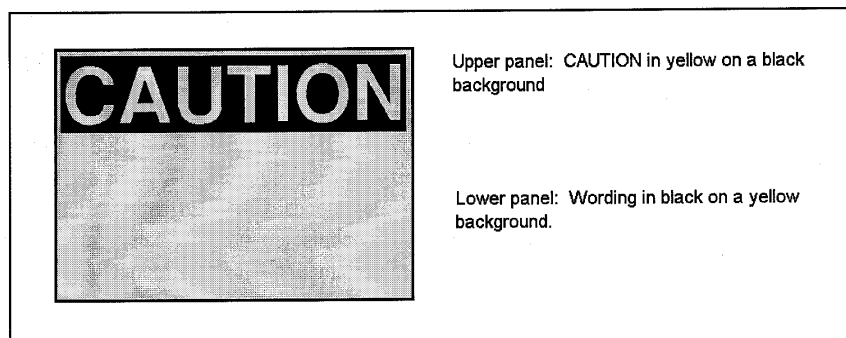 CAUTION
Upper panel: CAUTION in yellow on a black
background
Lower panel: Wording in black on a yellow
background.